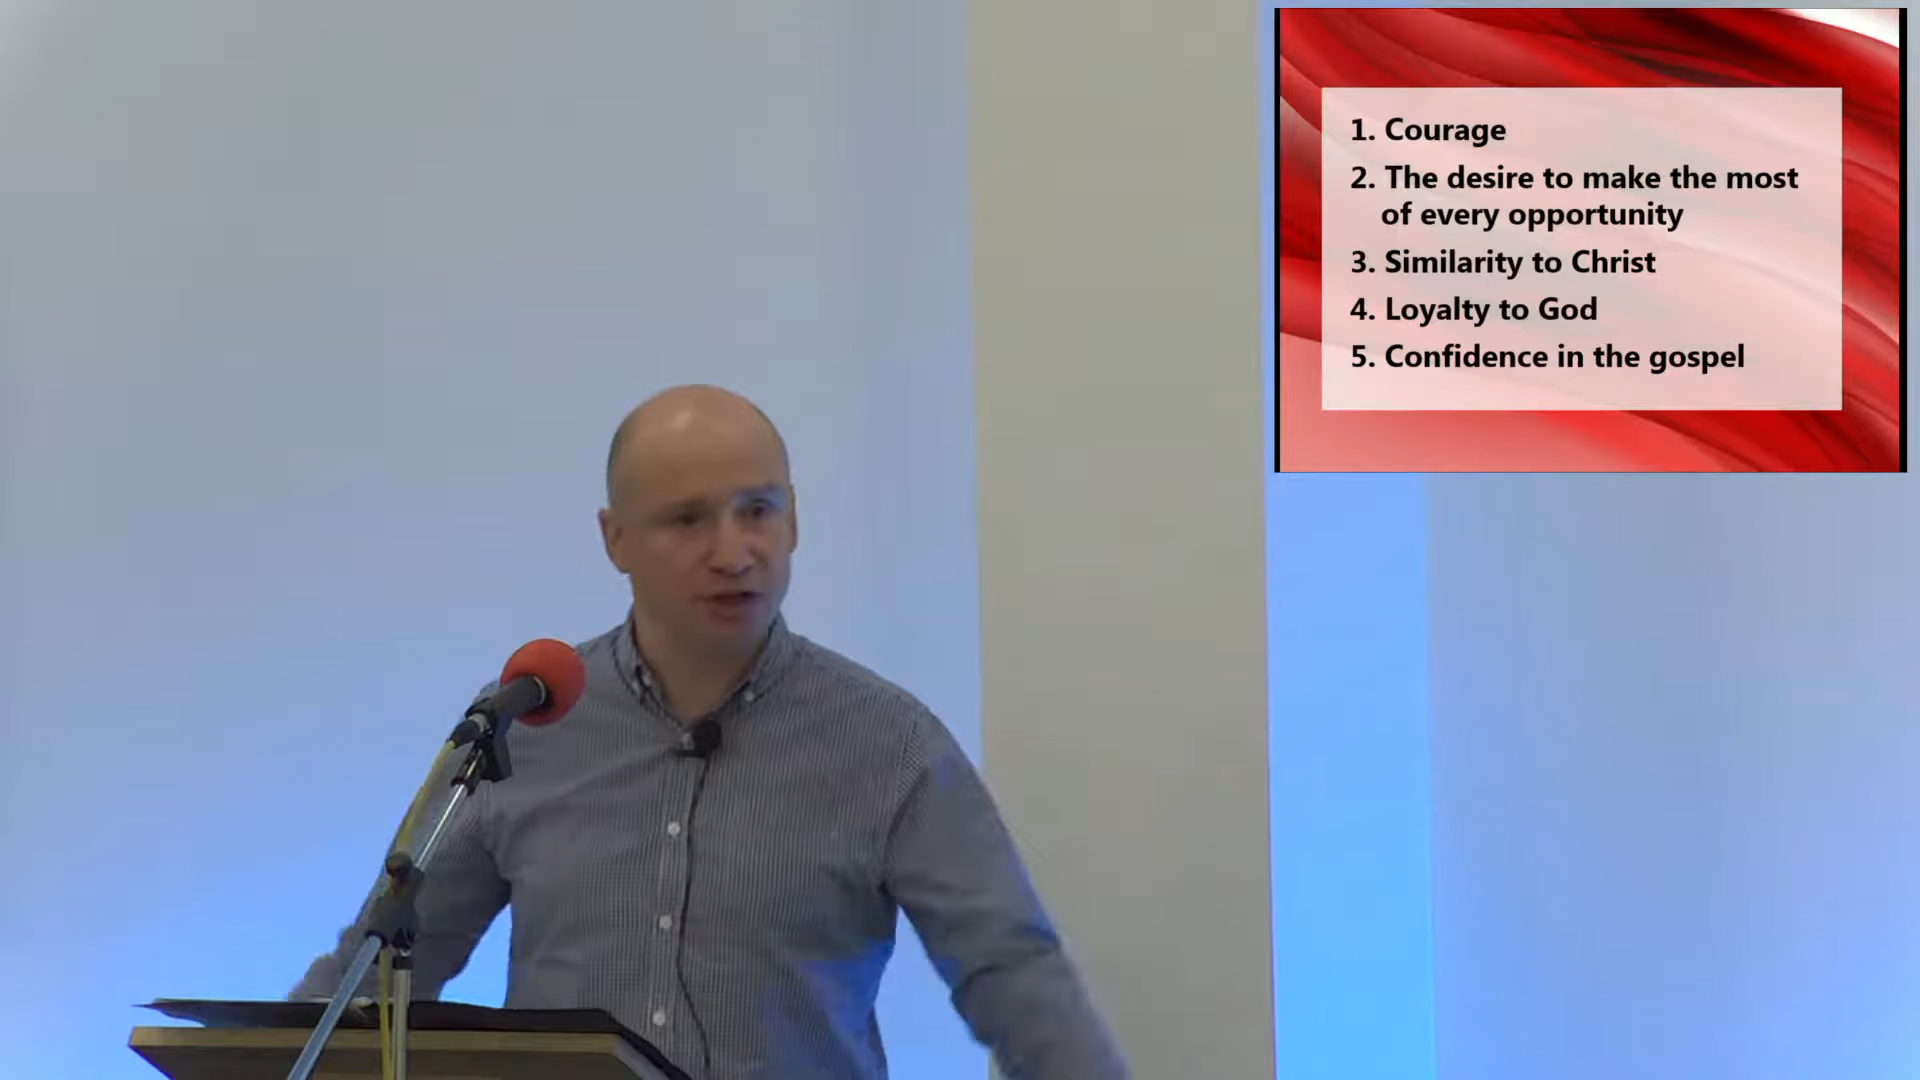 1. Courage
2. The desire to make the most
of every opportunity
3. Similarity to Christ
4. Loyalty to God
5. Confidence in the gospel